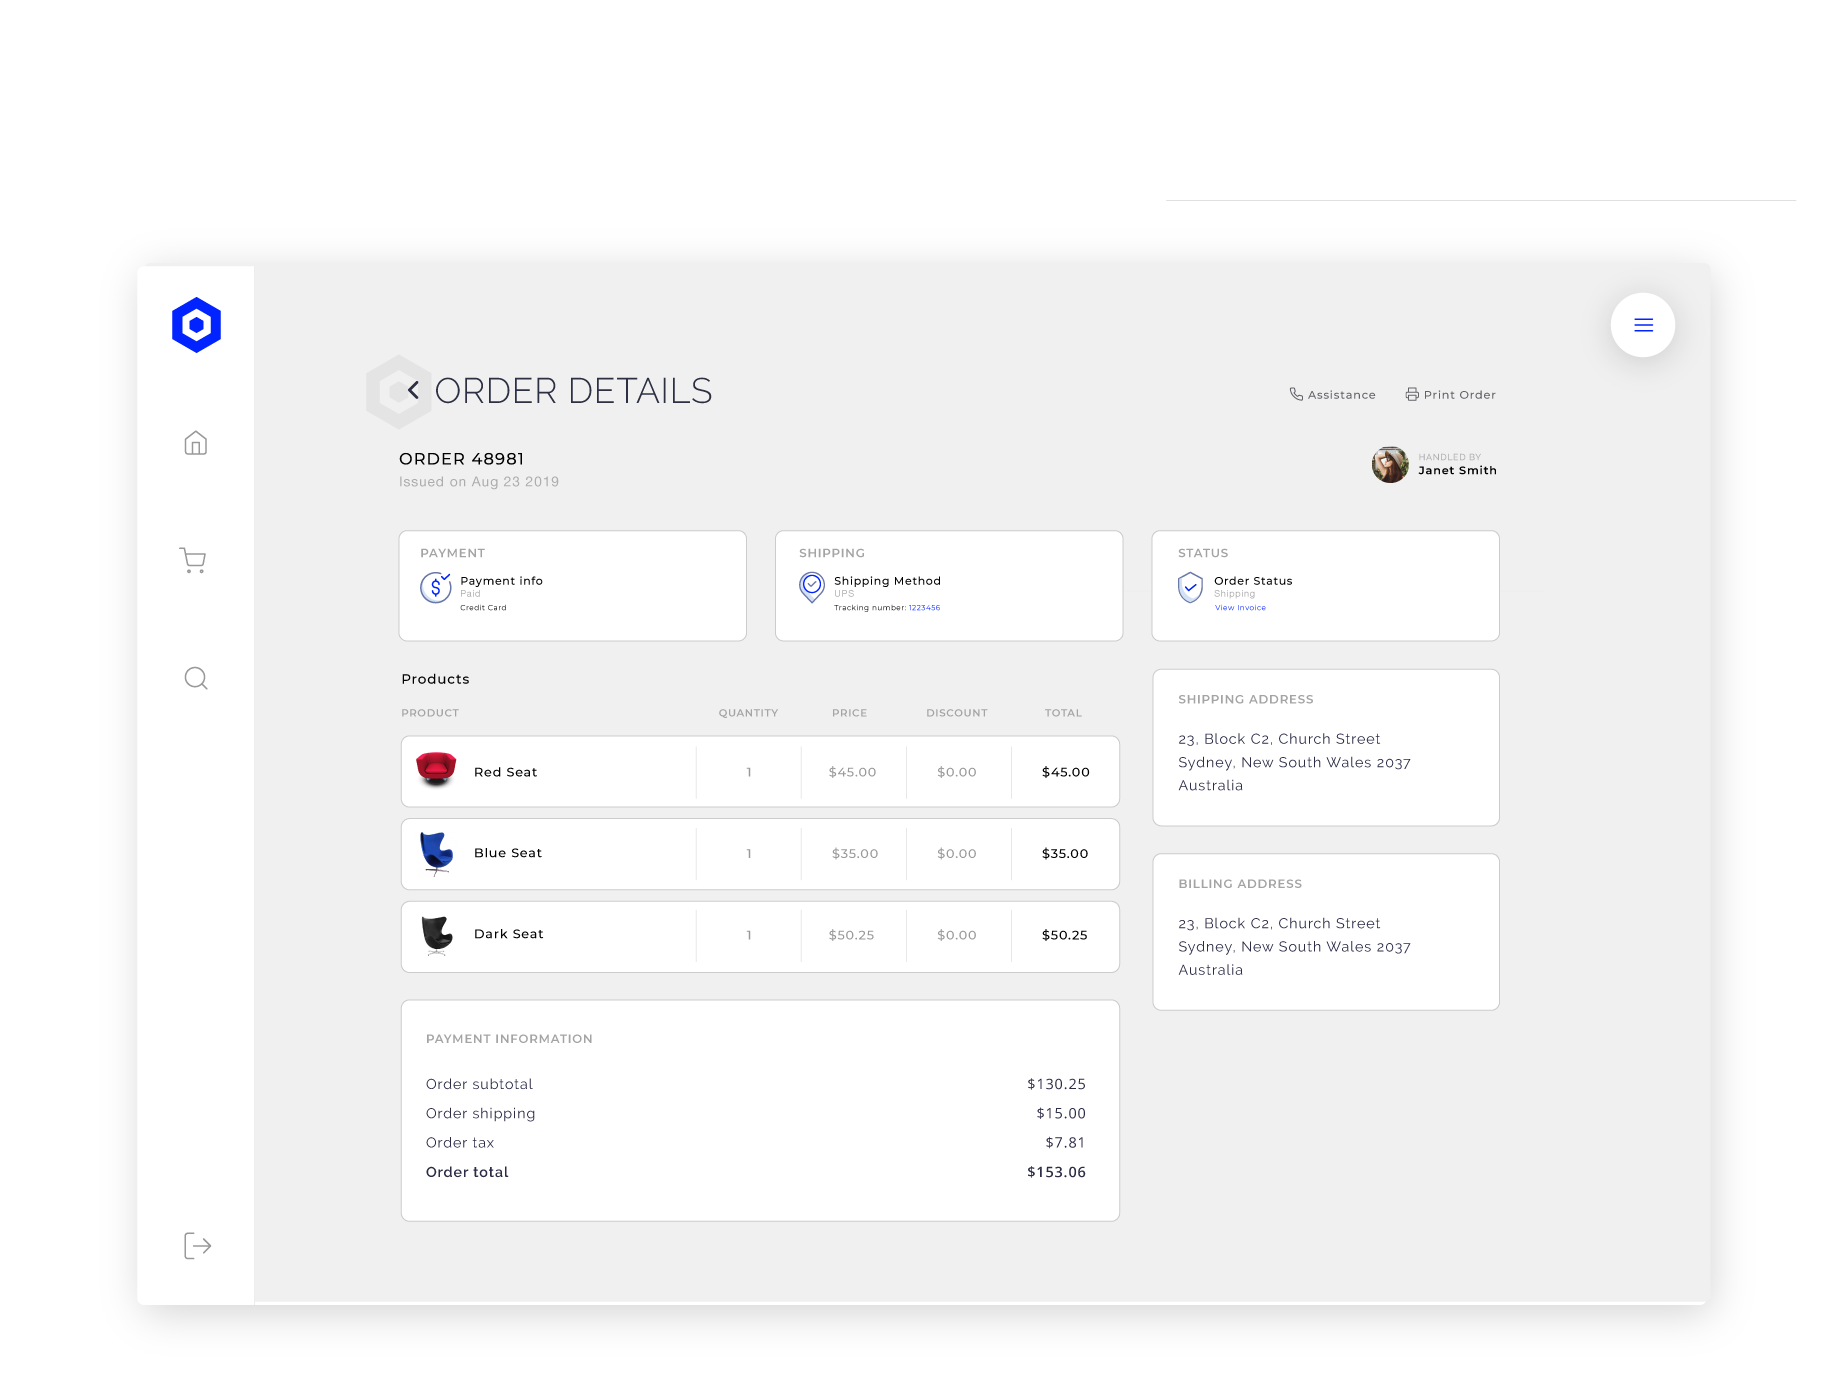 ORDER DETAILS
Assistance
Print Order
ORDER 48981
Issued on Aug 23 2019
HANDLED BY
Janet Smith
PAYMENT
Payment info
Paid
Credit Card
SHIPPING
Shipping Method
UPS
Tracking number: 1223456
STATUS
Order Status
Shipping
View Invoice
Products
PRODUCT QUANTITY PRICE DISCOUNT TOTAL
Red Seat 1 $45.00 $0.00 $45.00
Blue Seat 1 $35.00 $0.00 $35.00
Dark Seat 1 $50.25 $0.00 $50.25
SHIPPING ADDRESS
23, Block C2, Church Street
Sydney, New South Wales 2037
Australia
BILLING ADDRESS
23, Block C2, Church Street
Sydney, New South Wales 2037
Australia
PAYMENT INFORMATION
Order subtotal $130.25
Order shipping $15.00
Order tax $7.81
Order total $153.06